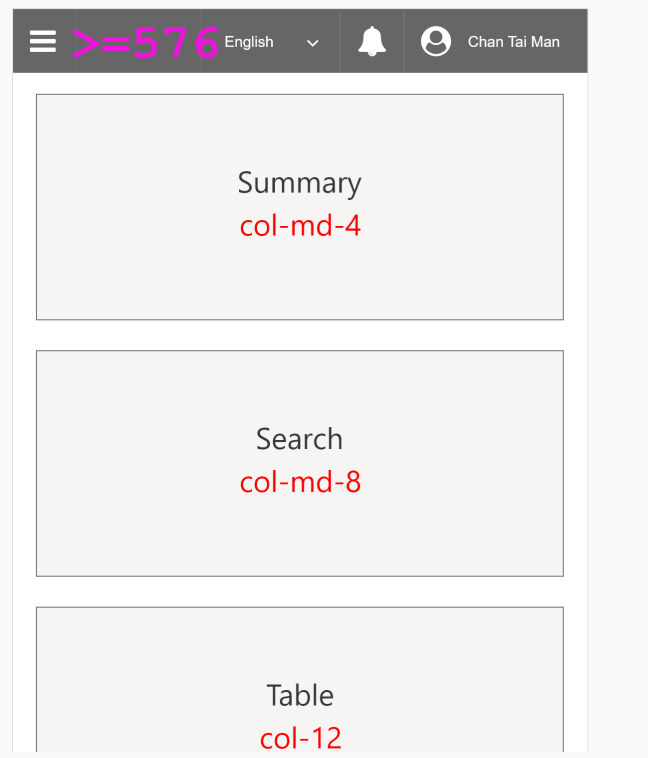 >=576 English Chan Tai Man
Summary
col-md-4
Search
col-md-8
Table
col-12